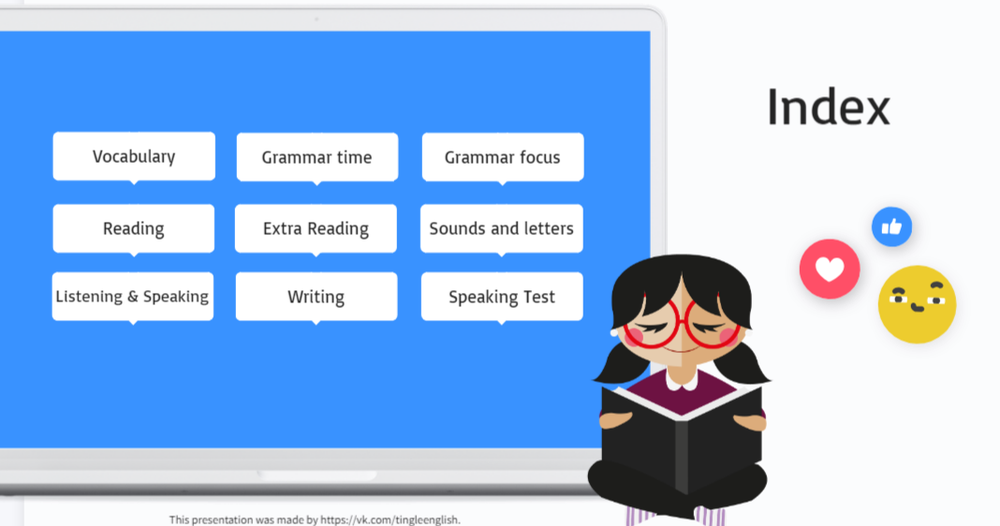 Index
Vocabulary
Grammar time
Grammar focus
Reading
Extra Reading
Sounds and letters
Listening & Speaking
Writing
Speaking Test
This presentation was made by https://vk.com/tingleenglish.